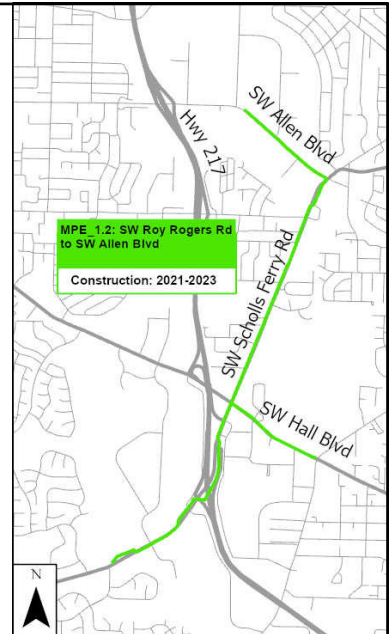 SW Allen Blvd
Hwy 217
MPE_1.2: SW Roy Rogers Rd
to SW Allen Blvd
Construction: 2021-2023
SW Scholls Ferry Rd
SW Hall Blvd
N